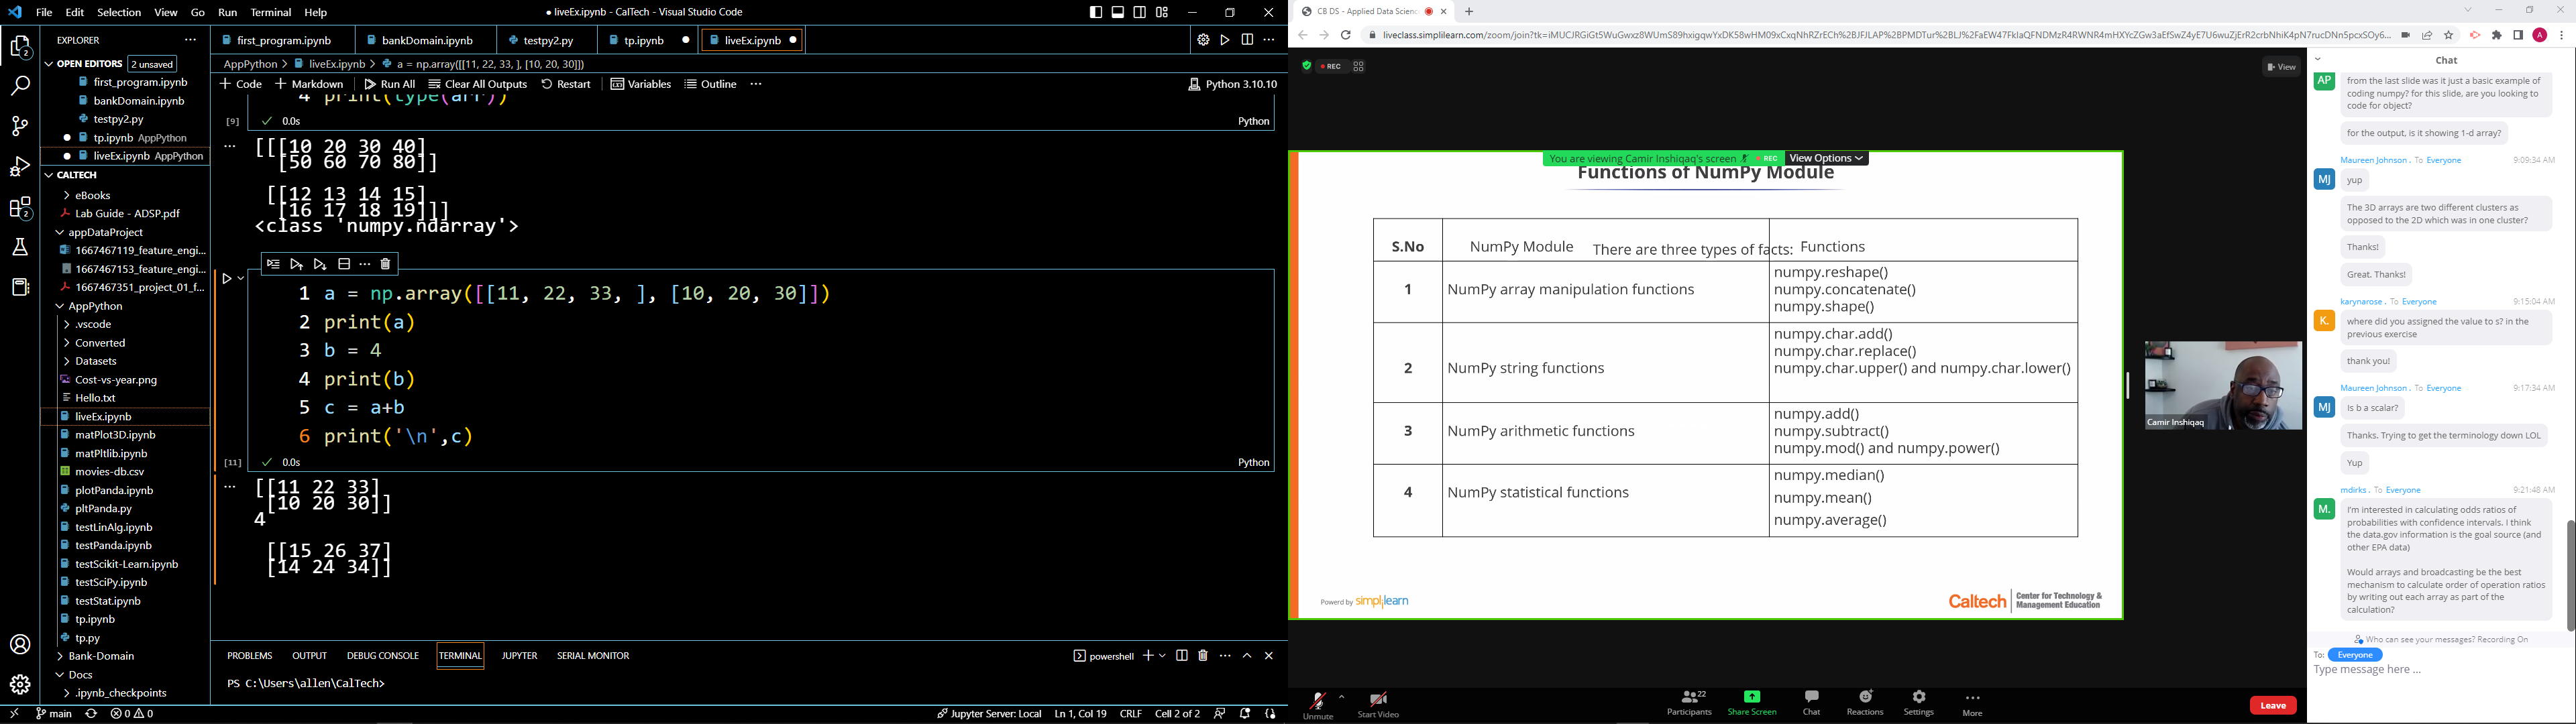 File Edit Selection View Go Run Terminal Help
● liveEx.ipynb - CalTech - Visual Studio Code
EXPLORER
OPEN EDITORS 2 unsaved
first_program.ipynb
bankDomain.ipynb
testpy2.py
tp.ipynb AppPython
liveEx.ipynb AppPython
CALTECH
eBooks
Lab Guide - ADSP.pdf
appDataProject
1667467119_feature_engi...
1667467153_feature_engi...
1667467351_project_01_f...
AppPython
.vscode
Converted
Datasets
Cost-vs-year.png
Hello.txt
liveEx.ipynb
matPlot3D.ipynb
matPltlib.ipynb
movies-db.csv
plotPanda.ipynb
pltPanda.py
testLinAlg.ipynb
testPanda.ipynb
testScikit-Learn.ipynb
testSciPy.ipynb
testStat.ipynb
tp.ipynb
tp.py
Bank-Domain
Docs
.ipynb_checkpoints
first_program.ipynb bankDomain.ipynb testpy2.py tp.ipynb liveEx.ipynb
AppPython > liveEx.ipynb > a = np.array([[11, 22, 33, ], [10, 20, 30]])
+ Code + Markdown Run All Clear All Outputs Restart Variables Outline ... Python 3.10.10
4 print(type(arr))
[9] 0.0s Python
[[[10 20 30 40]
[50 60 70 80]]
[[12 13 14 15]
[16 17 18 19]]]
<class 'numpy.ndarray'>
1 a = np.array([[11, 22, 33, ], [10, 20, 30]])
2 print(a)
3 b = 4
4 print(b)
5 c = a+b
6 print('\n',c)
[11] 0.0s Python
[[11 22 33]
[10 20 30]]
4
[[15 26 37]
[14 24 34]]
PROBLEMS OUTPUT DEBUG CONSOLE TERMINAL JUPYTER SERIAL MONITOR
powershell
PS C:\Users\allen\CalTech>
main 0 0
Jupyter Server: Local Ln 1, Col 19 CRLF Cell 2 of 2
CB DS - Applied Data Scienc
REC
View
You are viewing Camir Inshiqaq's screen REC View Options
Functions of NumPy Module
S.No NumPy Module There are three types of facts: Functions
1 NumPy array manipulation functions
numpy.reshape()
numpy.concatenate()
numpy.shape()
2 NumPy string functions
numpy.char.add()
numpy.char.replace()
numpy.char.upper() and numpy.char.lower()
3 NumPy arithmetic functions
numpy.add()
numpy.subtract()
numpy.mod() and numpy.power()
4 NumPy statistical functions
numpy.median()
numpy.mean()
numpy.average()
Powerd by simplilearn
Caltech Center for Technology &
Management Education
Camir Inshiqaq
Unmute Start Video Participants 22 Share Screen Chat Reactions Settings More Leave
Chat
AP
from the last slide was it just a basic example of
coding numpy? for this slide, are you looking to
code for object?
for the output, is it showing 1-d array?
Maureen Johnson . To Everyone 9:09:34 AM
MJ yup
The 3D arrays are two different clusters as
opposed to the 2D which was in one cluster?
Thanks!
Great. Thanks!
karynarose . To Everyone 9:15:04 AM
K. where did you assigned the value to s? in the
previous exercise
thank you!
Maureen Johnson . To Everyone 9:17:34 AM
MJ Is b a scalar?
Thanks. Trying to get the terminology down LOL
Yup
mdirks . To Everyone 9:21:48 AM
M. I'm interested in calculating odds ratios of
probabilities with confidence intervals. I think
the data.gov information is the goal source (and
other EPA data)
Would arrays and broadcasting be the best
mechanism to calculate order of operation ratios
by writing out each array as part of the
calculation?
Who can see your messages? Recording On
To: Everyone
Type message here ...